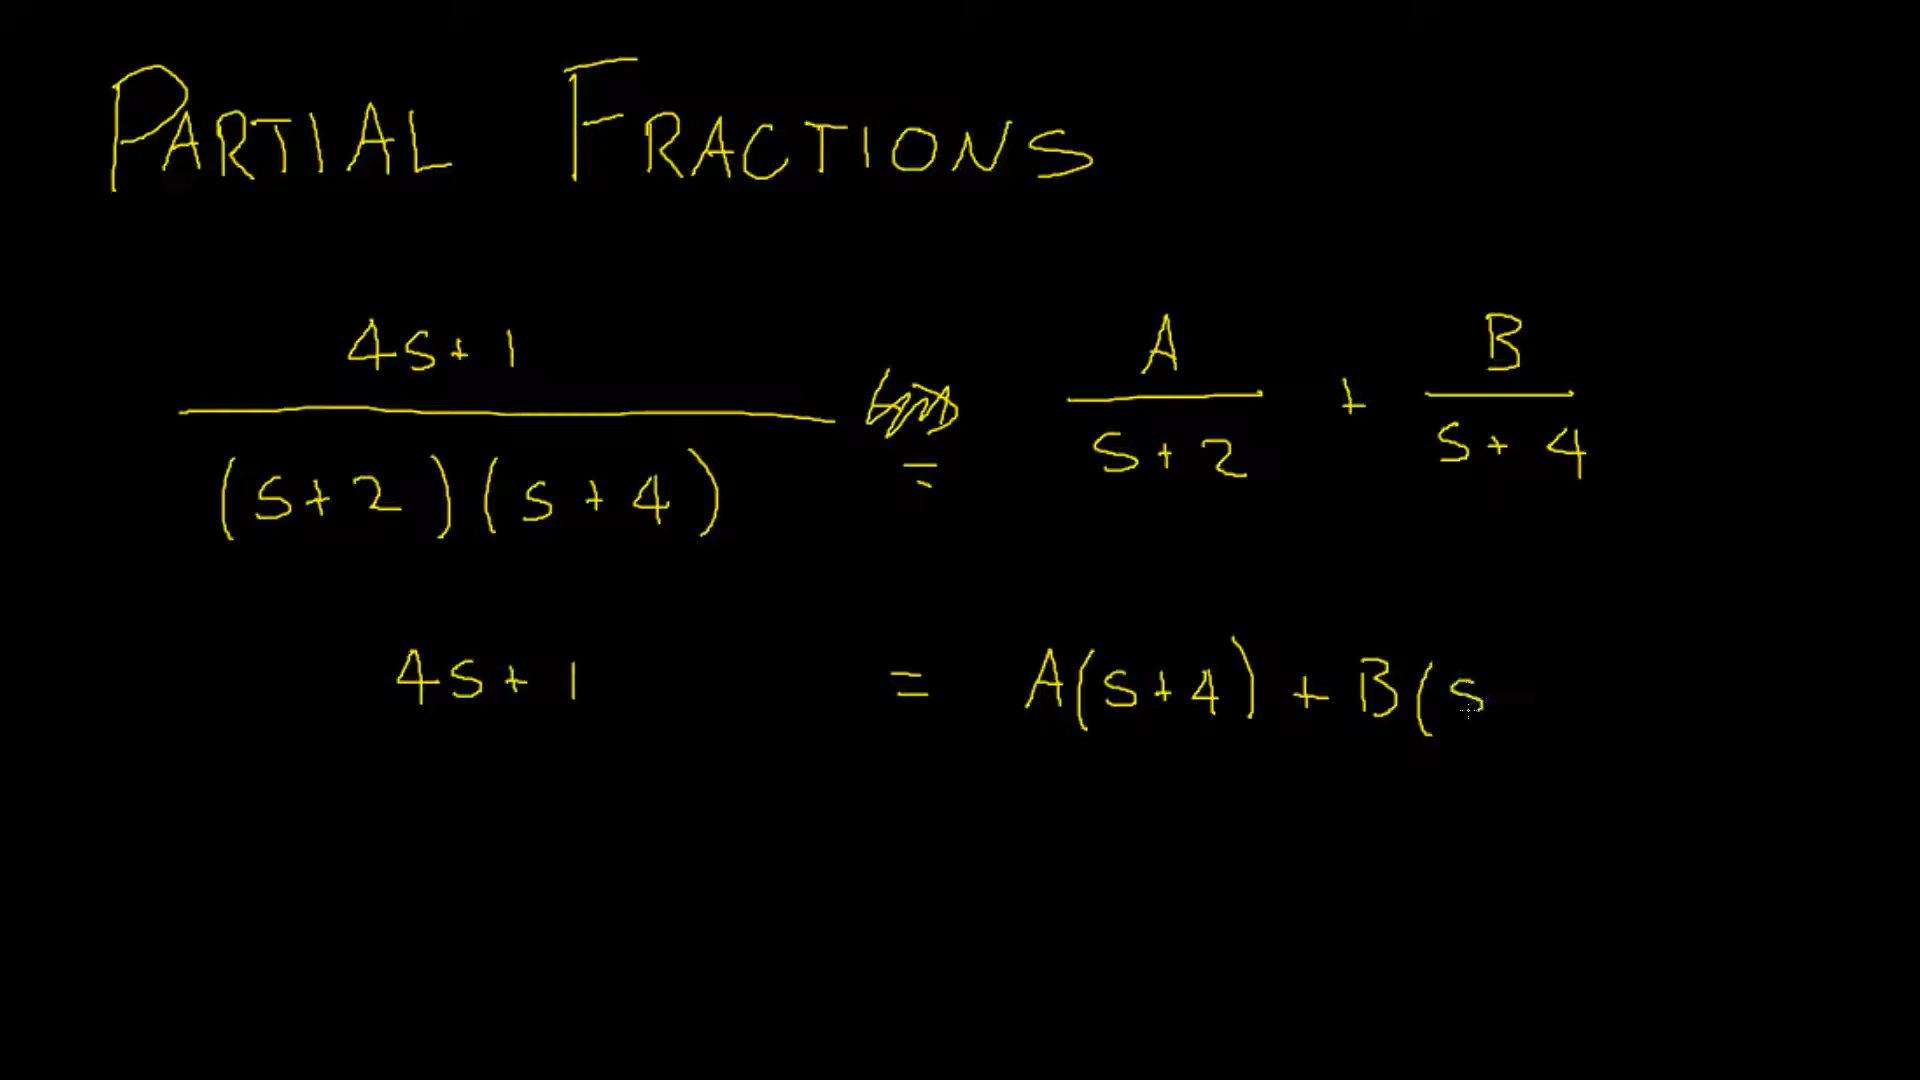 PARTIAL FRACTIONS
4s+1 / (s+2)(s+4) = A / s+2 + B / s+4
4s+1 = A(s+4) + B(s